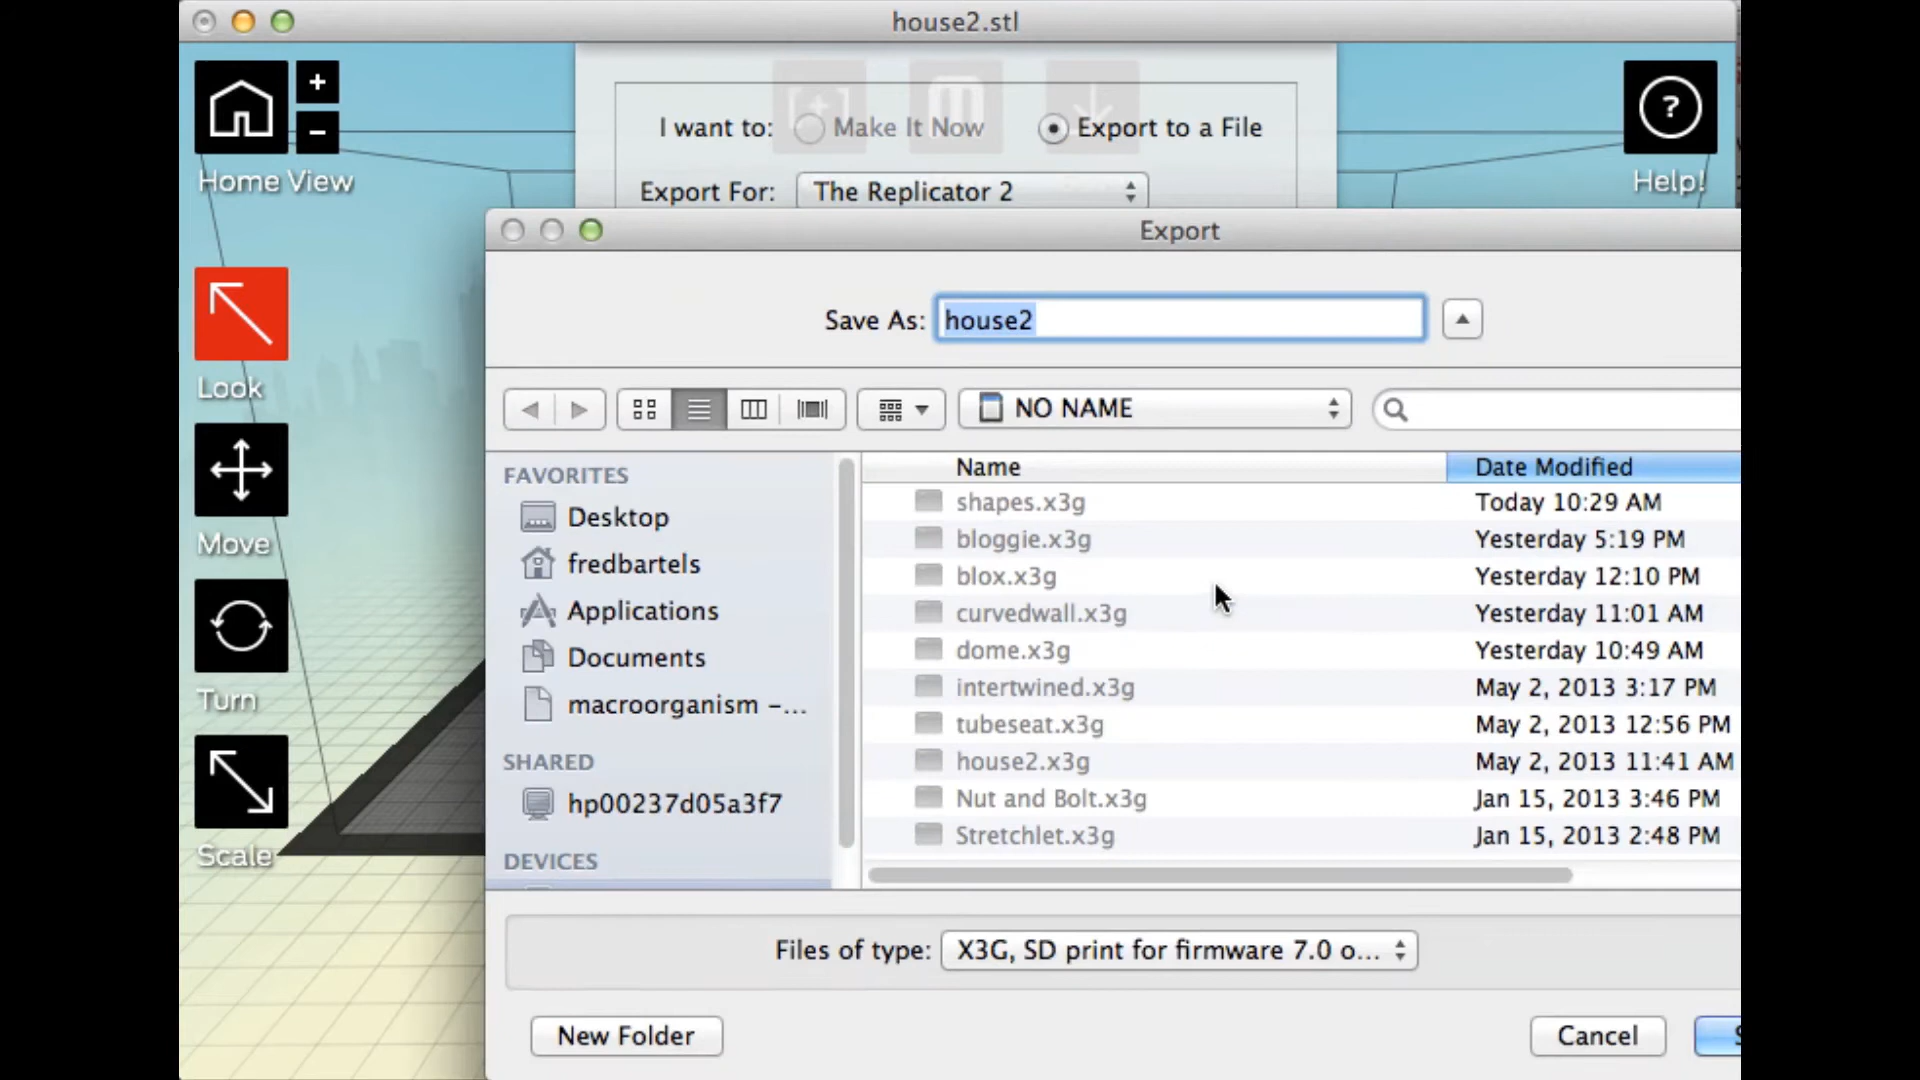 house2.stl
+
−
Home View
I want: Make It Now Export to a File
Export For: The Replicator 2
?
Help!
Export
Save As: house2
Look
NO NAME
Name Date Modified
FAVORITES
Desktop
fredbartels
Applications
Documents
macroorganism –...
SHARED
hp00237d05a3f7
DEVICES
shapes.x3g Today 10:29 AM
bloggie.x3g Yesterday 5:19 PM
blox.x3g Yesterday 12:10 PM
curvedwall.x3g Yesterday 11:01 AM
dome.x3g Yesterday 10:49 AM
intertwined.x3g May 2, 2013 3:17 PM
tubeseat.x3g May 2, 2013 12:56 PM
house2.x3g May 2, 2013 11:41 AM
Nut and Bolt.x3g Jan 15, 2013 3:46 PM
Stretchlet.x3g Jan 15, 2013 2:48 PM
Move
Turn
Scale
Files of type: X3G, SD print for firmware 7.0 o...
New Folder
Cancel